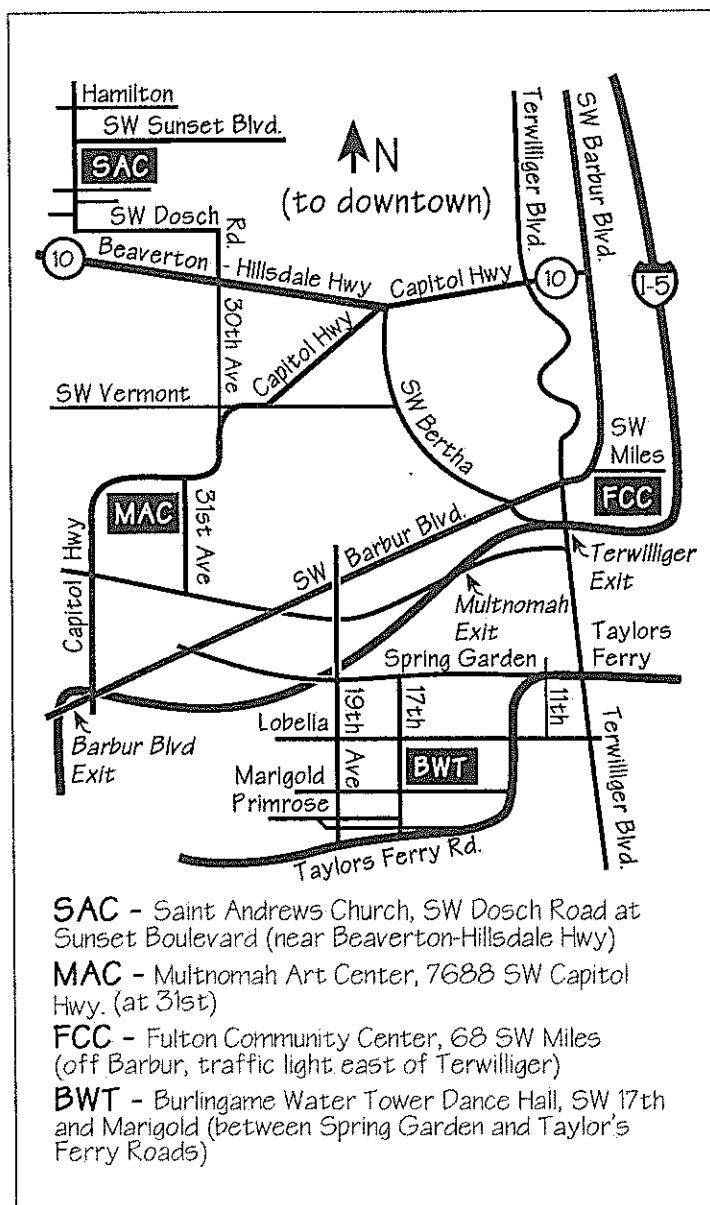 Hamilton
SW Sunset Blvd.
SAC
N
(to downtown)
Terwilliger Blvd.
SW Barbur Blvd.
SW Dosch
Rd.
10
Beaverton - Hillsdale Hwy
Capitol Hwy
10
I-5
30th Ave
Capitol Hwy
SW Vermont
SW Bertha
SW
Miles
FCC
MAC
31st Ave
Capitol Hwy
SW Barbur Blvd.
Terwilliger
Exit
Multnomah
Exit
Taylors
Ferry
Spring Garden
Barbur Blvd
Exit
19th Ave
17th
11th
Lobelia
BWT
Terwilliger Blvd.
Marigold
Primrose
Taylors Ferry Rd.
SAC - Saint Andrews Church, SW Dosch Road at
Sunset Boulevard (near Beaverton-Hillsdale Hwy)
MAC - Multnomah Art Center, 7688 SW Capitol
Hwy. (at 31st)
FCC - Fulton Community Center, 68 SW Miles
(off Barbur, traffic light east of Terwilliger)
BWT - Burlingame Water Tower Dance Hall, SW 17th
and Marigold (between Spring Garden and Taylor's
Ferry Roads)